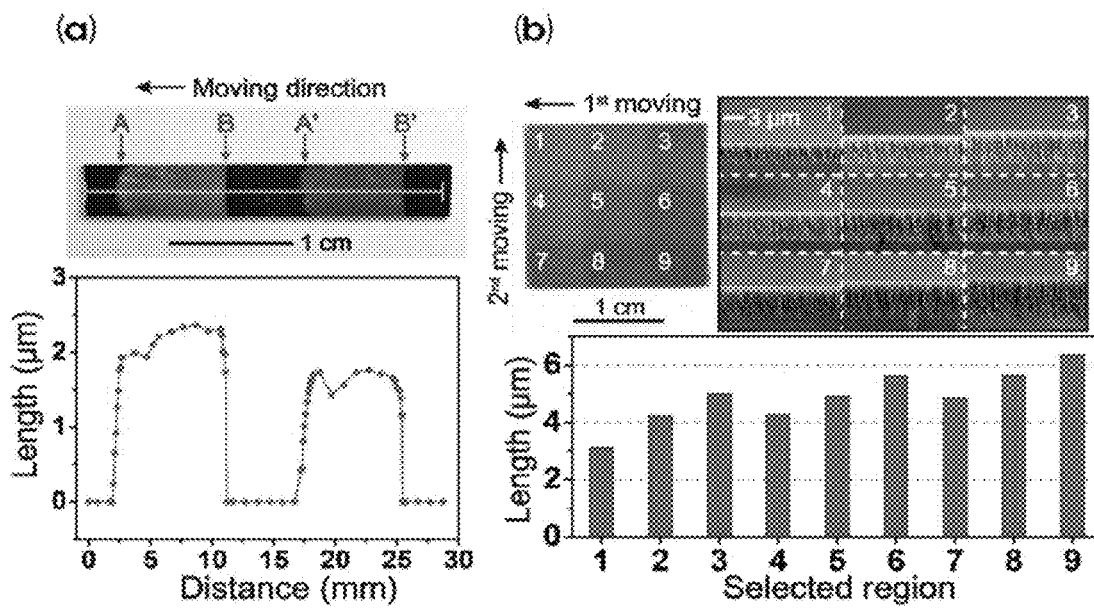 (a)
← Moving direction
A B A' B'
1 cm
3
2
1
0
Length (µm)
0 5 10 15 20 25 30
Distance (mm)
(b)
← 1st moving
2nd moving →
1 2 3
4 5 6
7 8 9
1 cm
3 µm
1 2 3
4 5 6
7 8 9
6
4
2
0
Length (µm)
1 2 3 4 5 6 7 8 9
Selected region